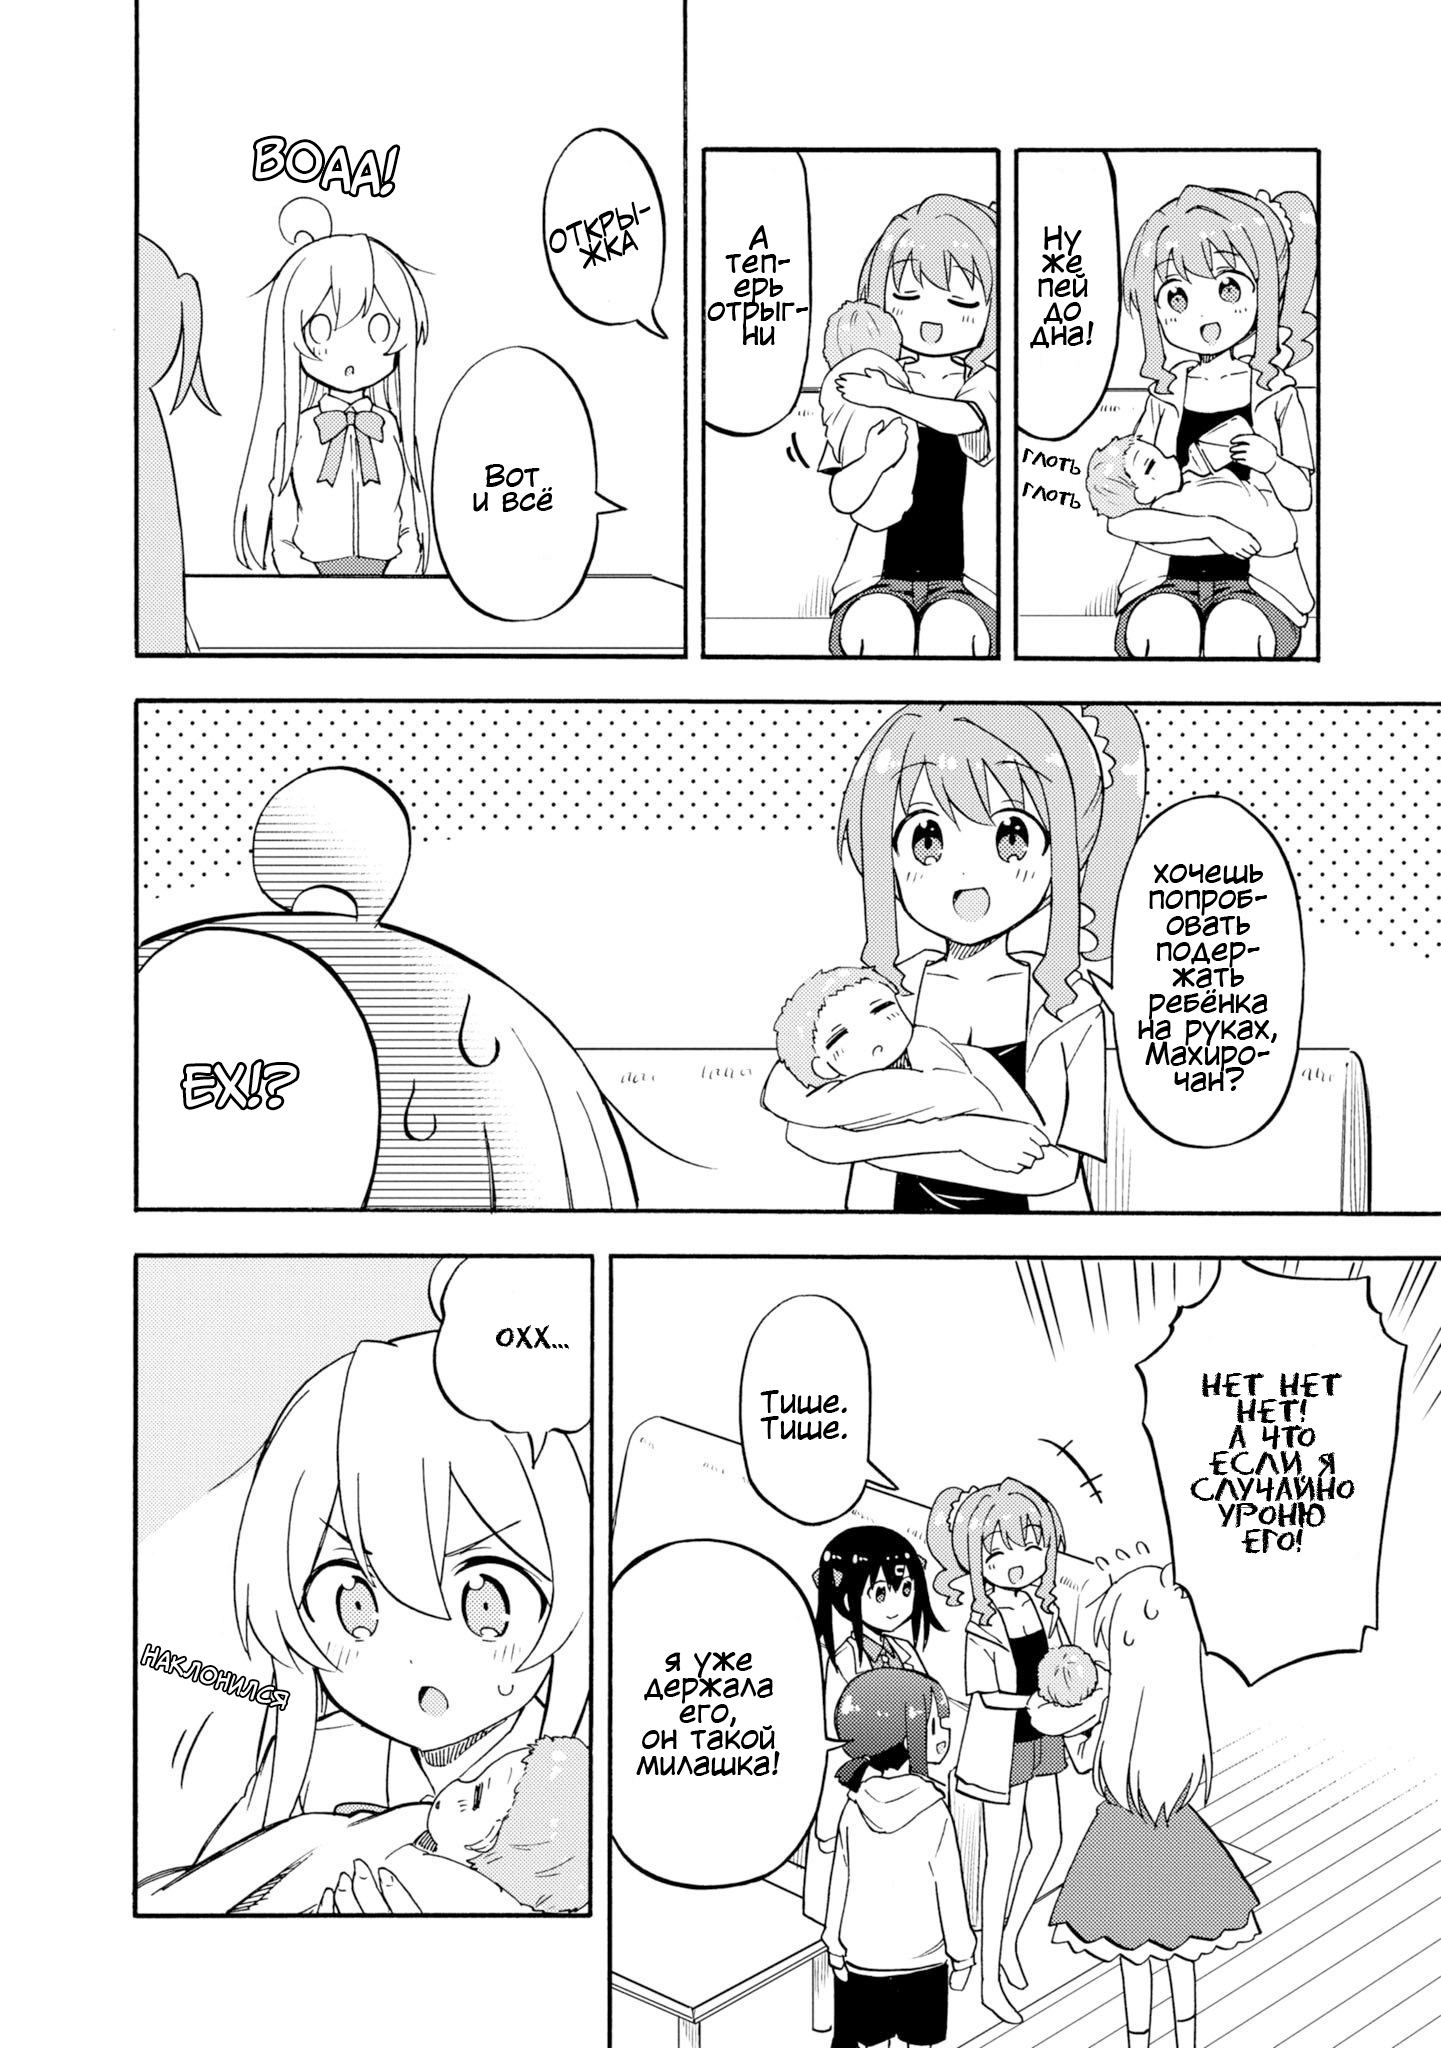 Ну
же
пей
до
дна!
глоть
глоть
А
теп-
ерь
отрыг-
ни
ОТКРЫ-
ЖКА
Вот
и всё
ВОАА!
хочешь
попроб-
овать
подер-
жать
ребёнка
на руках,
Махиро-
чан?
ЕХ!?
НЕТ НЕТ
НЕТ!
А ЧТО
ЕСЛИ Я
СЛУЧАЙНО
УРОНЮ
ЕГО!
Тише.
Тише.
я уже
держала
его,
он такой
милашка!
ОХХ...
НАКЛОНИЛСЯ